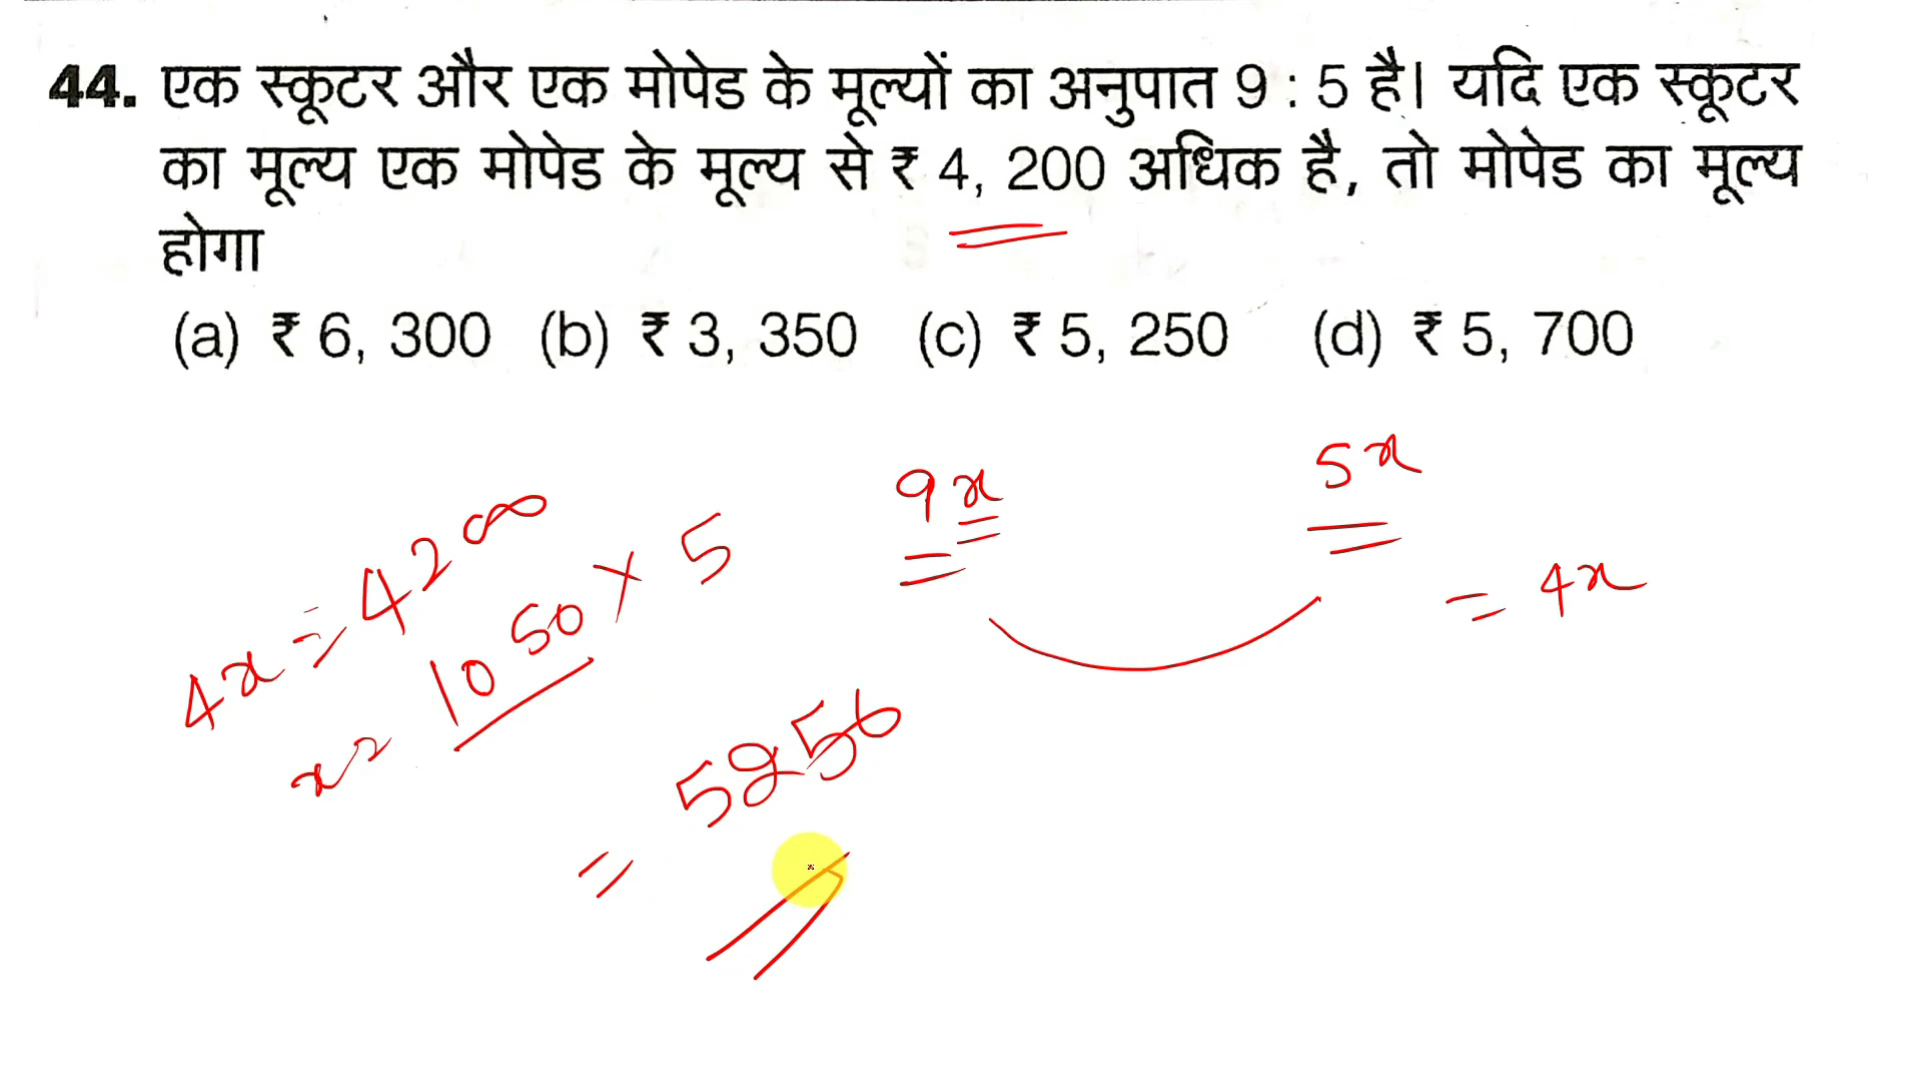 44. एक स्कूटर और एक मोपेड के मूल्यों का अनुपात 9 : 5 है। यदि एक स्कूटर
का मूल्य एक मोपेड के मूल्य से ₹ 4, 200 अधिक है, तो मोपेड का मूल्य
होगा
(a) ₹ 6, 300 (b) ₹ 3, 350 (c) ₹ 5, 250 (d) ₹ 5, 700
9x 5x
= 4x
4x = 4200
x = 1050 × 5
= 5250